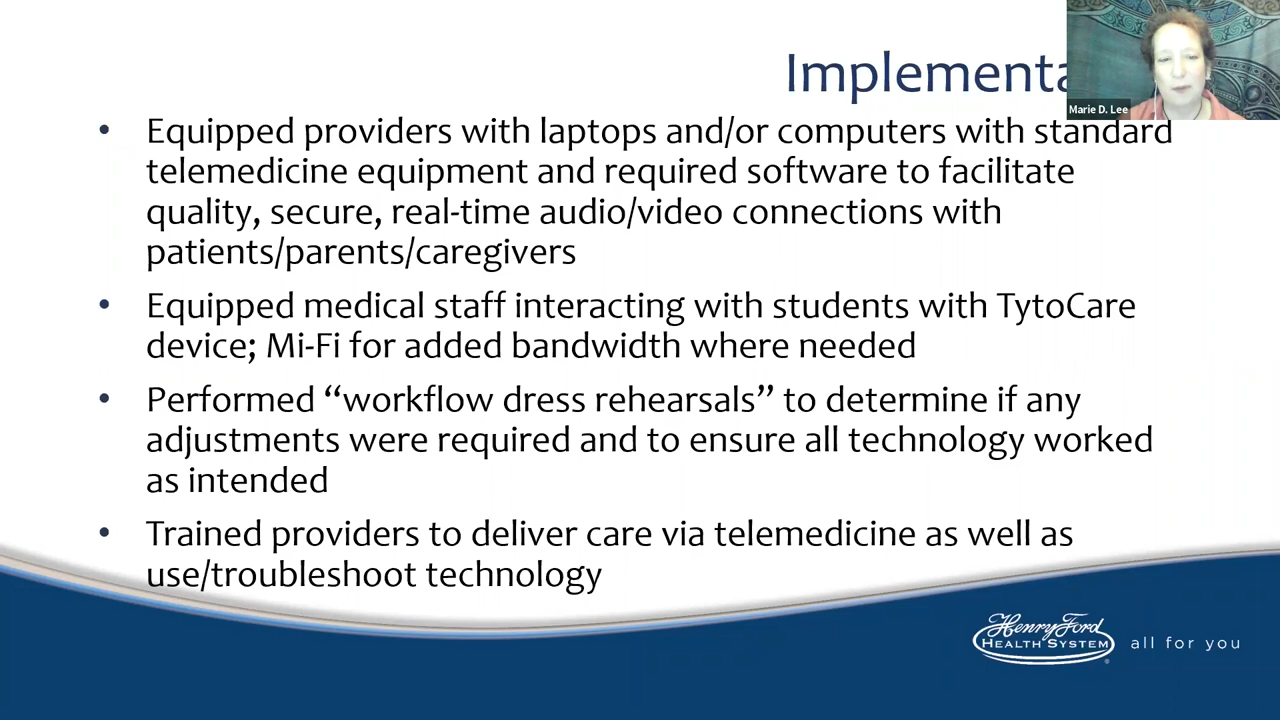 Implementa
Marie D. Lee
• Equipped providers with laptops and/or computers with standard
telemedicine equipment and required software to facilitate
quality, secure, real-time audio/video connections with
patients/parents/caregivers
• Equipped medical staff interacting with students with TytoCare
device; Mi-Fi for added bandwidth where needed
• Performed “workflow dress rehearsals” to determine if any
adjustments were required and to ensure all technology worked
as intended
• Trained providers to deliver care via telemedicine as well as
use/troubleshoot technology
Henry Ford
HEALTH SYSTEM
®
all for you